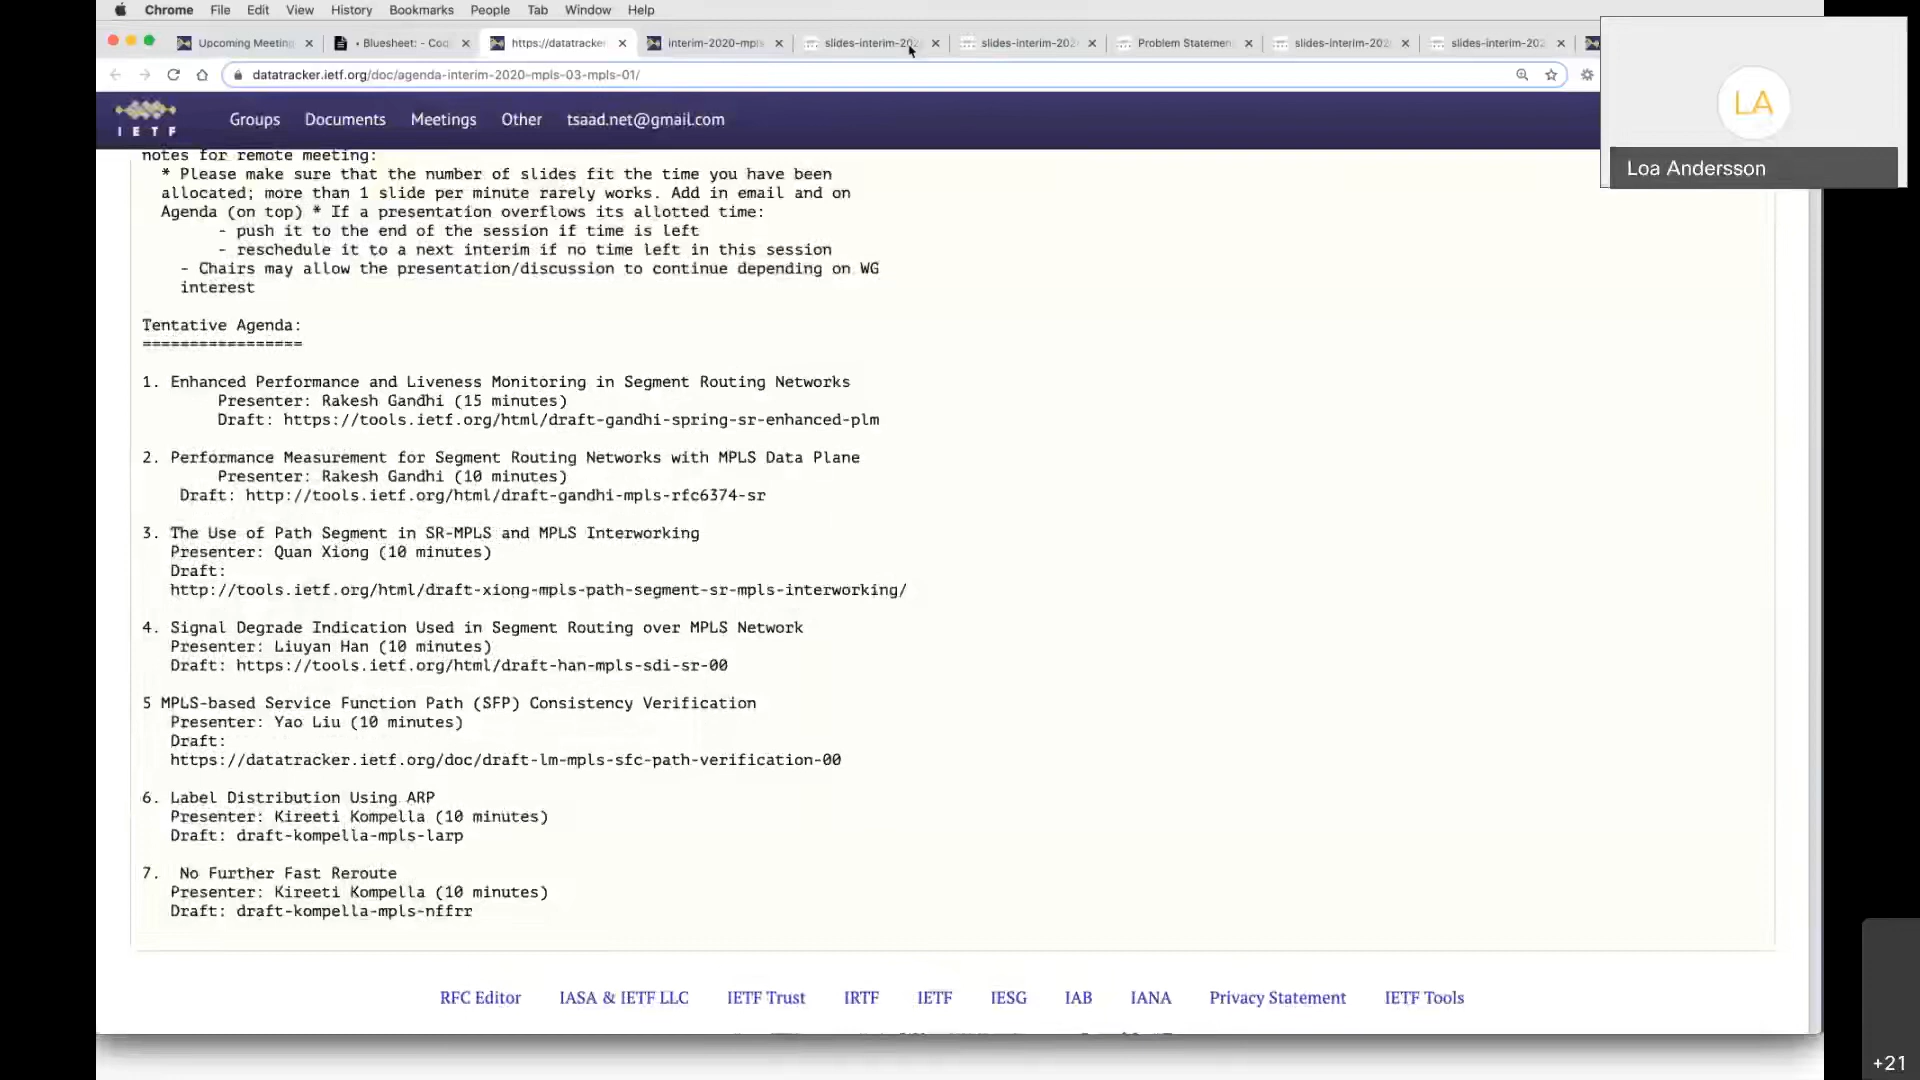 Chrome File Edit View History Bookmarks People Tab Window Help
Upcoming Meeting
• Bluesheet: - Cod
https://datatracke
interim-2020-mpls
slides-interim-202
slides-interim-202
Problem Statemen
slides-interim-202
slides-interim-202
datatracker.ietf.org/doc/agenda-interim-2020-mpls-03-mpls-01/
IETF
Groups Documents Meetings Other tsaad.net@gmail.com
LA
Loa Andersson
notes for remote meeting:
* Please make sure that the number of slides fit the time you have been
allocated; more than 1 slide per minute rarely works. Add in email and on
Agenda (on top) * If a presentation overflows its allotted time:
- push it to the end of the session if time is left
- reschedule it to a next interim if no time left in this session
- Chairs may allow the presentation/discussion to continue depending on WG
interest
Tentative Agenda:
=================
1. Enhanced Performance and Liveness Monitoring in Segment Routing Networks
Presenter: Rakesh Gandhi (15 minutes)
Draft: https://tools.ietf.org/html/draft-gandhi-spring-sr-enhanced-plm
2. Performance Measurement for Segment Routing Networks with MPLS Data Plane
Presenter: Rakesh Gandhi (10 minutes)
Draft: http://tools.ietf.org/html/draft-gandhi-mpls-rfc6374-sr
3. The Use of Path Segment in SR-MPLS and MPLS Interworking
Presenter: Quan Xiong (10 minutes)
Draft:
http://tools.ietf.org/html/draft-xiong-mpls-path-segment-sr-mpls-interworking/
4. Signal Degrade Indication Used in Segment Routing over MPLS Network
Presenter: Liuyan Han (10 minutes)
Draft: https://tools.ietf.org/html/draft-han-mpls-sdi-sr-00
5 MPLS-based Service Function Path (SFP) Consistency Verification
Presenter: Yao Liu (10 minutes)
Draft:
https://datatracker.ietf.org/doc/draft-lm-mpls-sfc-path-verification-00
6. Label Distribution Using ARP
Presenter: Kireeti Kompella (10 minutes)
Draft: draft-kompella-mpls-larp
7. No Further Fast Reroute
Presenter: Kireeti Kompella (10 minutes)
Draft: draft-kompella-mpls-nffrr
RFC Editor IASA & IETF LLC IETF Trust IRTF IETF IESG IAB IANA Privacy Statement IETF Tools
+21